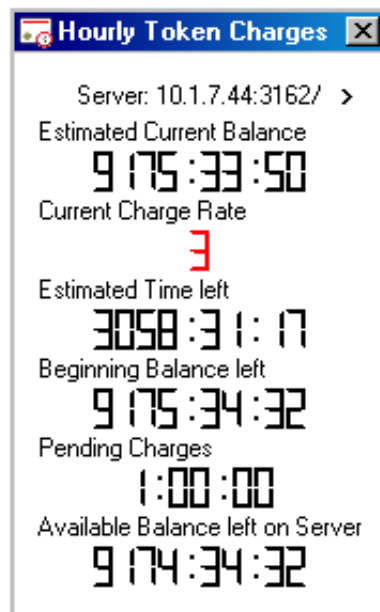 Hourly Token Charges
Server: 10.1.7.44:3162/ >
Estimated Current Balance
9175:33:50
Current Charge Rate
3
Estimated Time left
3058:31:17
Beginning Balance left
9175:34:32
Pending Charges
1:00:00
Available Balance left on Server
9174:34:32